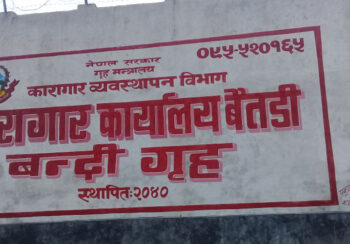 नेपाल सरकार
गृह मन्त्रालय
०९५-५२०१६५
कारागार व्यवस्थापन विभाग
कारागार कार्यालय बैतडी
बन्दी गृह
स्थापित:२०४०